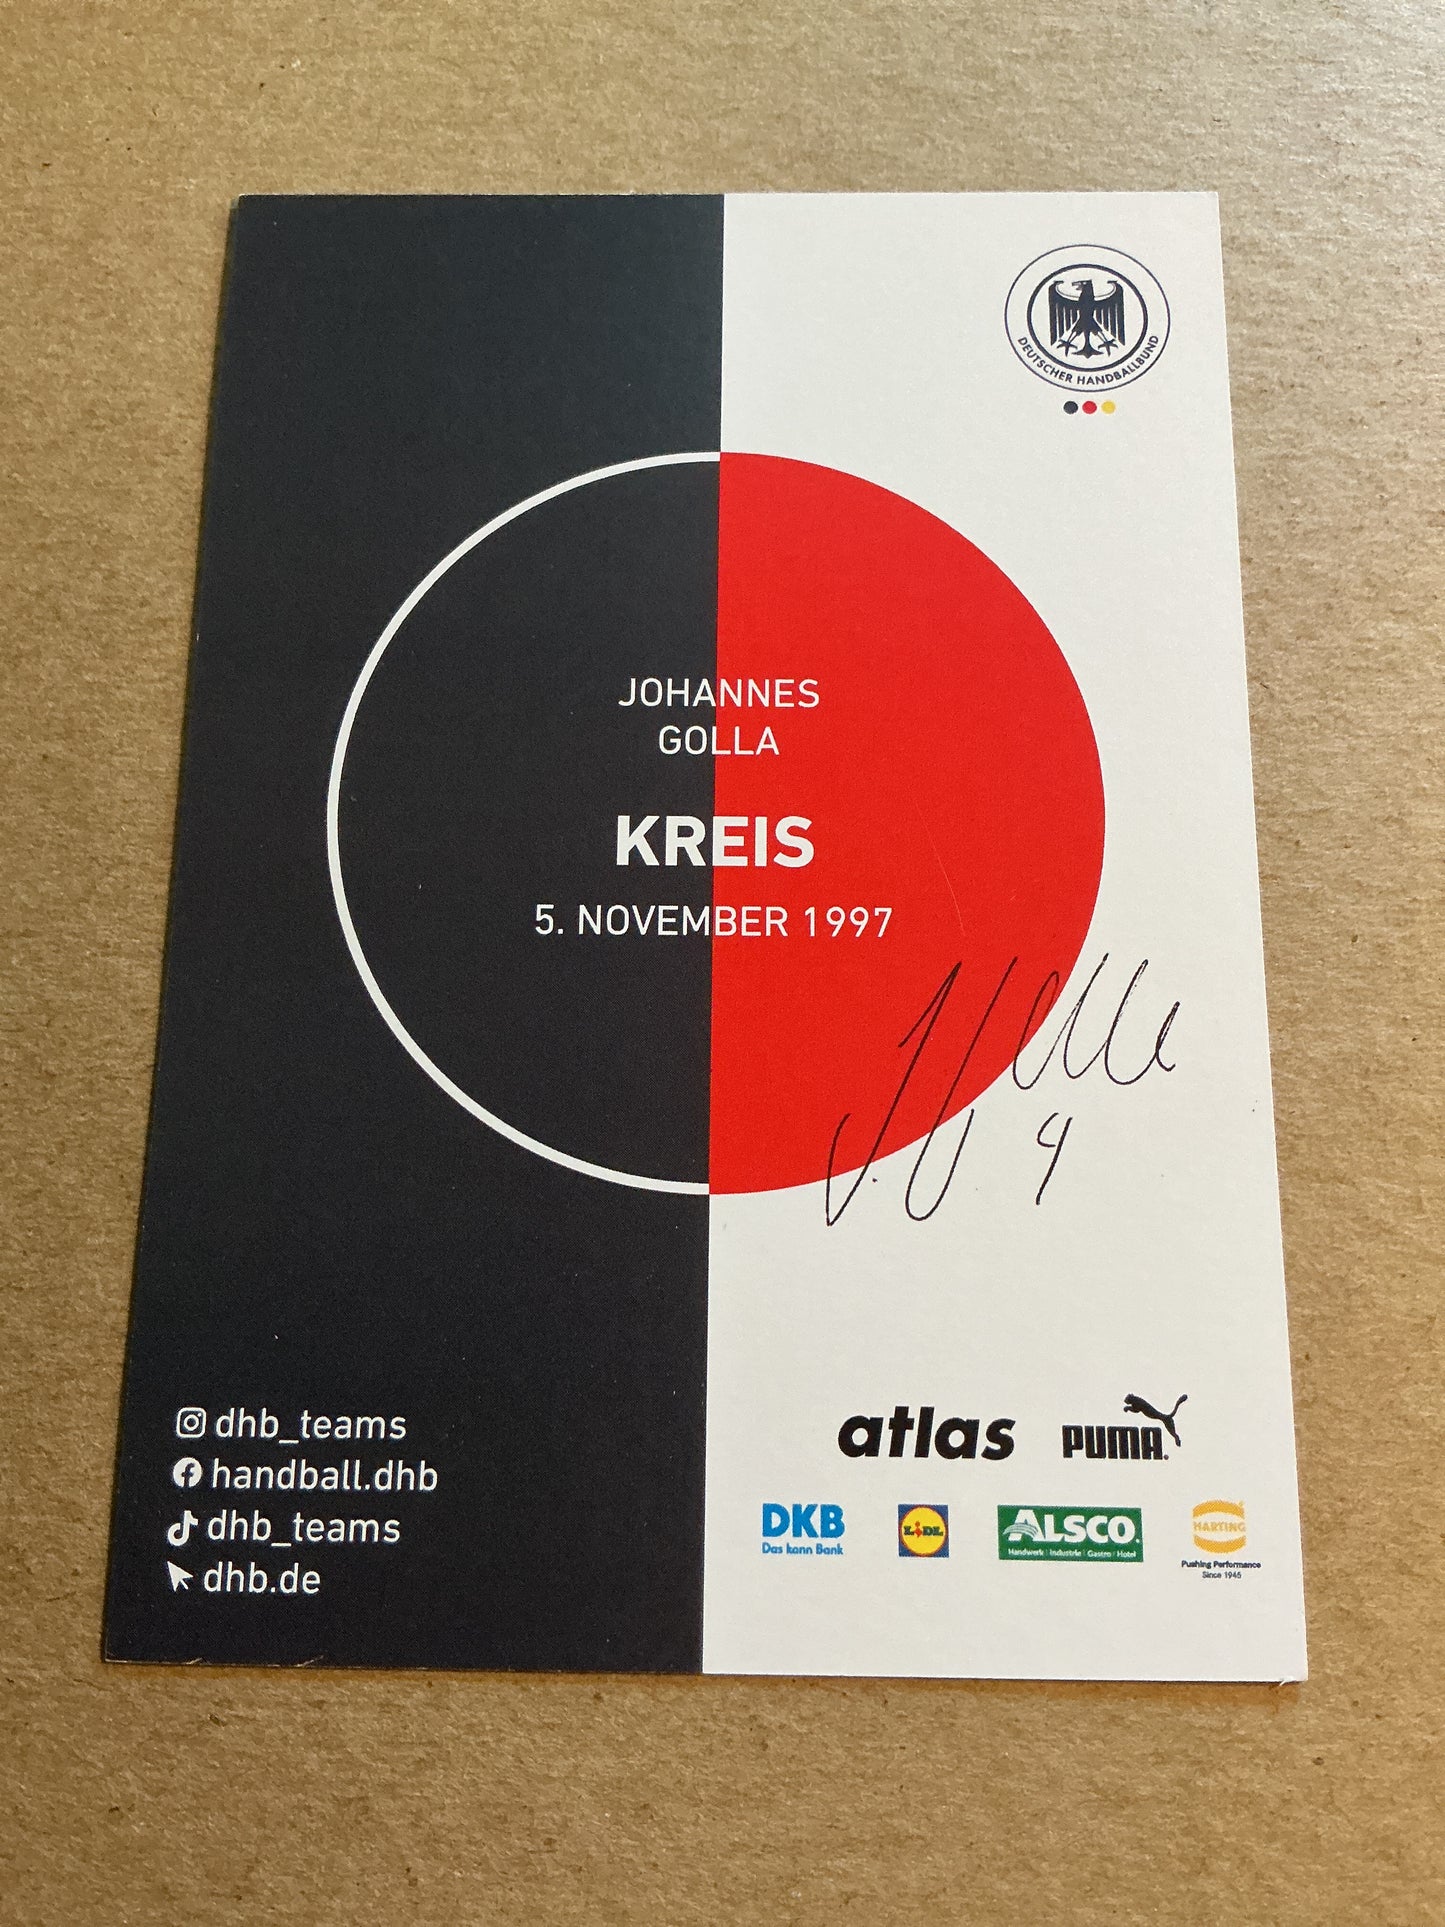 DEUTSCHER HANDBALLBUND
JOHANNES
GOLLA
KREIS
5. NOVEMBER 1997
J. Golla
4
dhb_teams
handball.dhb
dhb_teams
dhb.de
atlas
PUMA
DKB
Das kann Bank
LIDL
ALSCO.
Handwerk | Industrie | Gastro | Hotel
HARTING
Pushing Performance
Since 1945